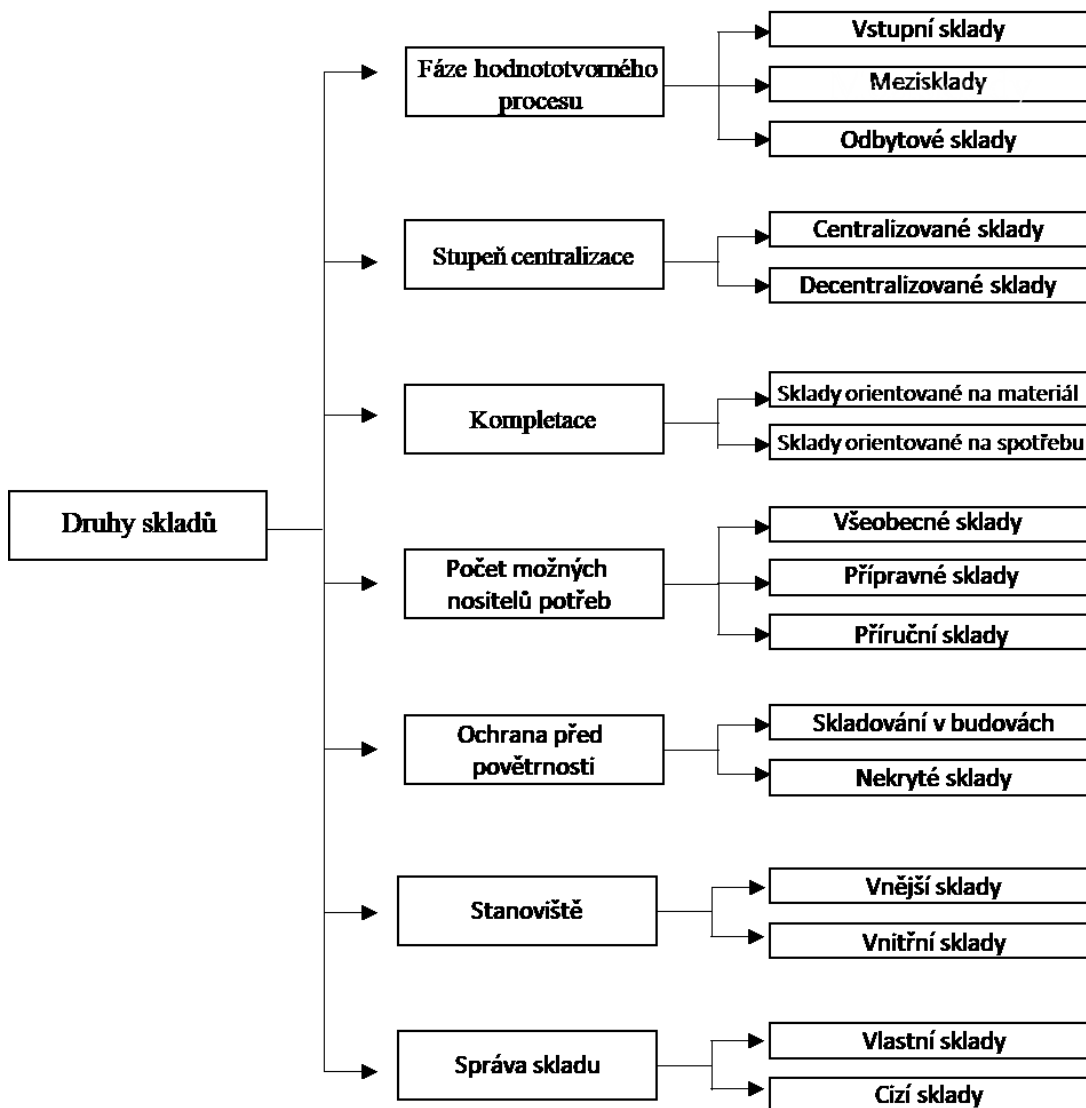 Druhy skladů
Fáze hodnototvorného
procesu
Vstupní sklady
Mezisklady
Odbytové sklady
Stupeň centralizace
Centralizované sklady
Decentralizované sklady
Kompletace
Sklady orientované na materiál
Sklady orientované na spotřebu
Počet možných
nositelů potřeb
Všeobecné sklady
Přípravné sklady
Příruční sklady
Ochrana před
povětrnosti
Skladování v budovách
Nekryté sklady
Stanoviště
Vnější sklady
Vnitřní sklady
Správa skladu
Vlastní sklady
Cizí sklady